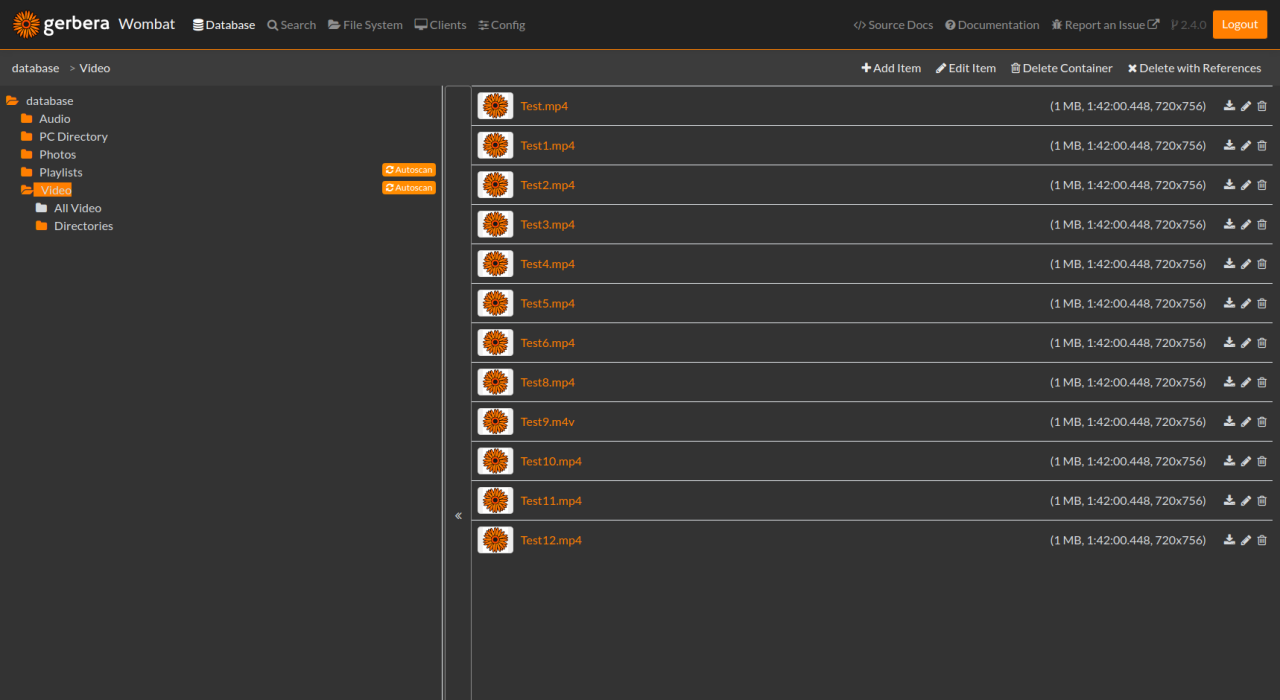 gerbera Wombat Database Search File System Clients Config Source Docs Documentation Report an Issue 2.4.0 Logout
database > Video + Add Item Edit Item Delete Container Delete with References
database
Audio
PC Directory
Photos
Playlists Autoscan
Video Autoscan
All Video
Directories
Test.mp4 (1 MB, 1:42:00.448, 720x756)
Test1.mp4 (1 MB, 1:42:00.448, 720x756)
Test2.mp4 (1 MB, 1:42:00.448, 720x756)
Test3.mp4 (1 MB, 1:42:00.448, 720x756)
Test4.mp4 (1 MB, 1:42:00.448, 720x756)
Test5.mp4 (1 MB, 1:42:00.448, 720x756)
Test6.mp4 (1 MB, 1:42:00.448, 720x756)
Test8.mp4 (1 MB, 1:42:00.448, 720x756)
Test9.m4v (1 MB, 1:42:00.448, 720x756)
Test10.mp4 (1 MB, 1:42:00.448, 720x756)
Test11.mp4 (1 MB, 1:42:00.448, 720x756)
«
Test12.mp4 (1 MB, 1:42:00.448, 720x756)